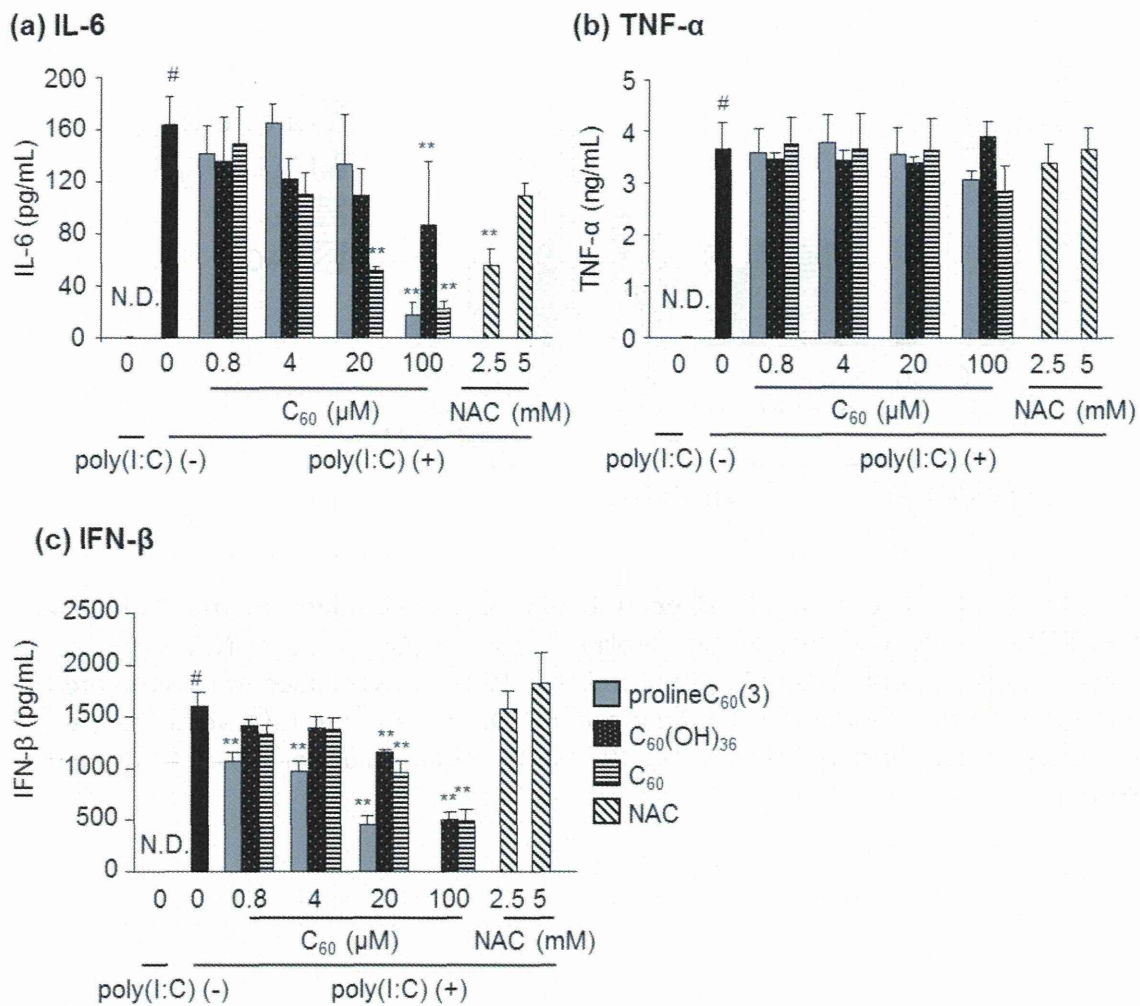 (a) IL-6
#
200
160
120
80
40
0
IL-6 (pg/mL)
N.D.
**
**
**
**
**
0 0 0.8 4 20 100 2.5 5
C60 (µM) NAC (mM)
poly(I:C) (-) poly(I:C) (+)
(b) TNF-α
5
4
3
2
1
0
TNF-α (ng/mL)
#
N.D.
0 0 0.8 4 20 100 2.5 5
C60 (µM) NAC (mM)
poly(I:C) (-) poly(I:C) (+)
(c) IFN-β
2500
2000
1500
1000
500
0
IFN-β (pg/mL)
#
N.D.
**
**
**
**
**
**
**
0 0 0.8 4 20 100 2.5 5
C60 (µM) NAC (mM)
poly(I:C) (-) poly(I:C) (+)
prolineC60(3)
C60(OH)36
C60
NAC